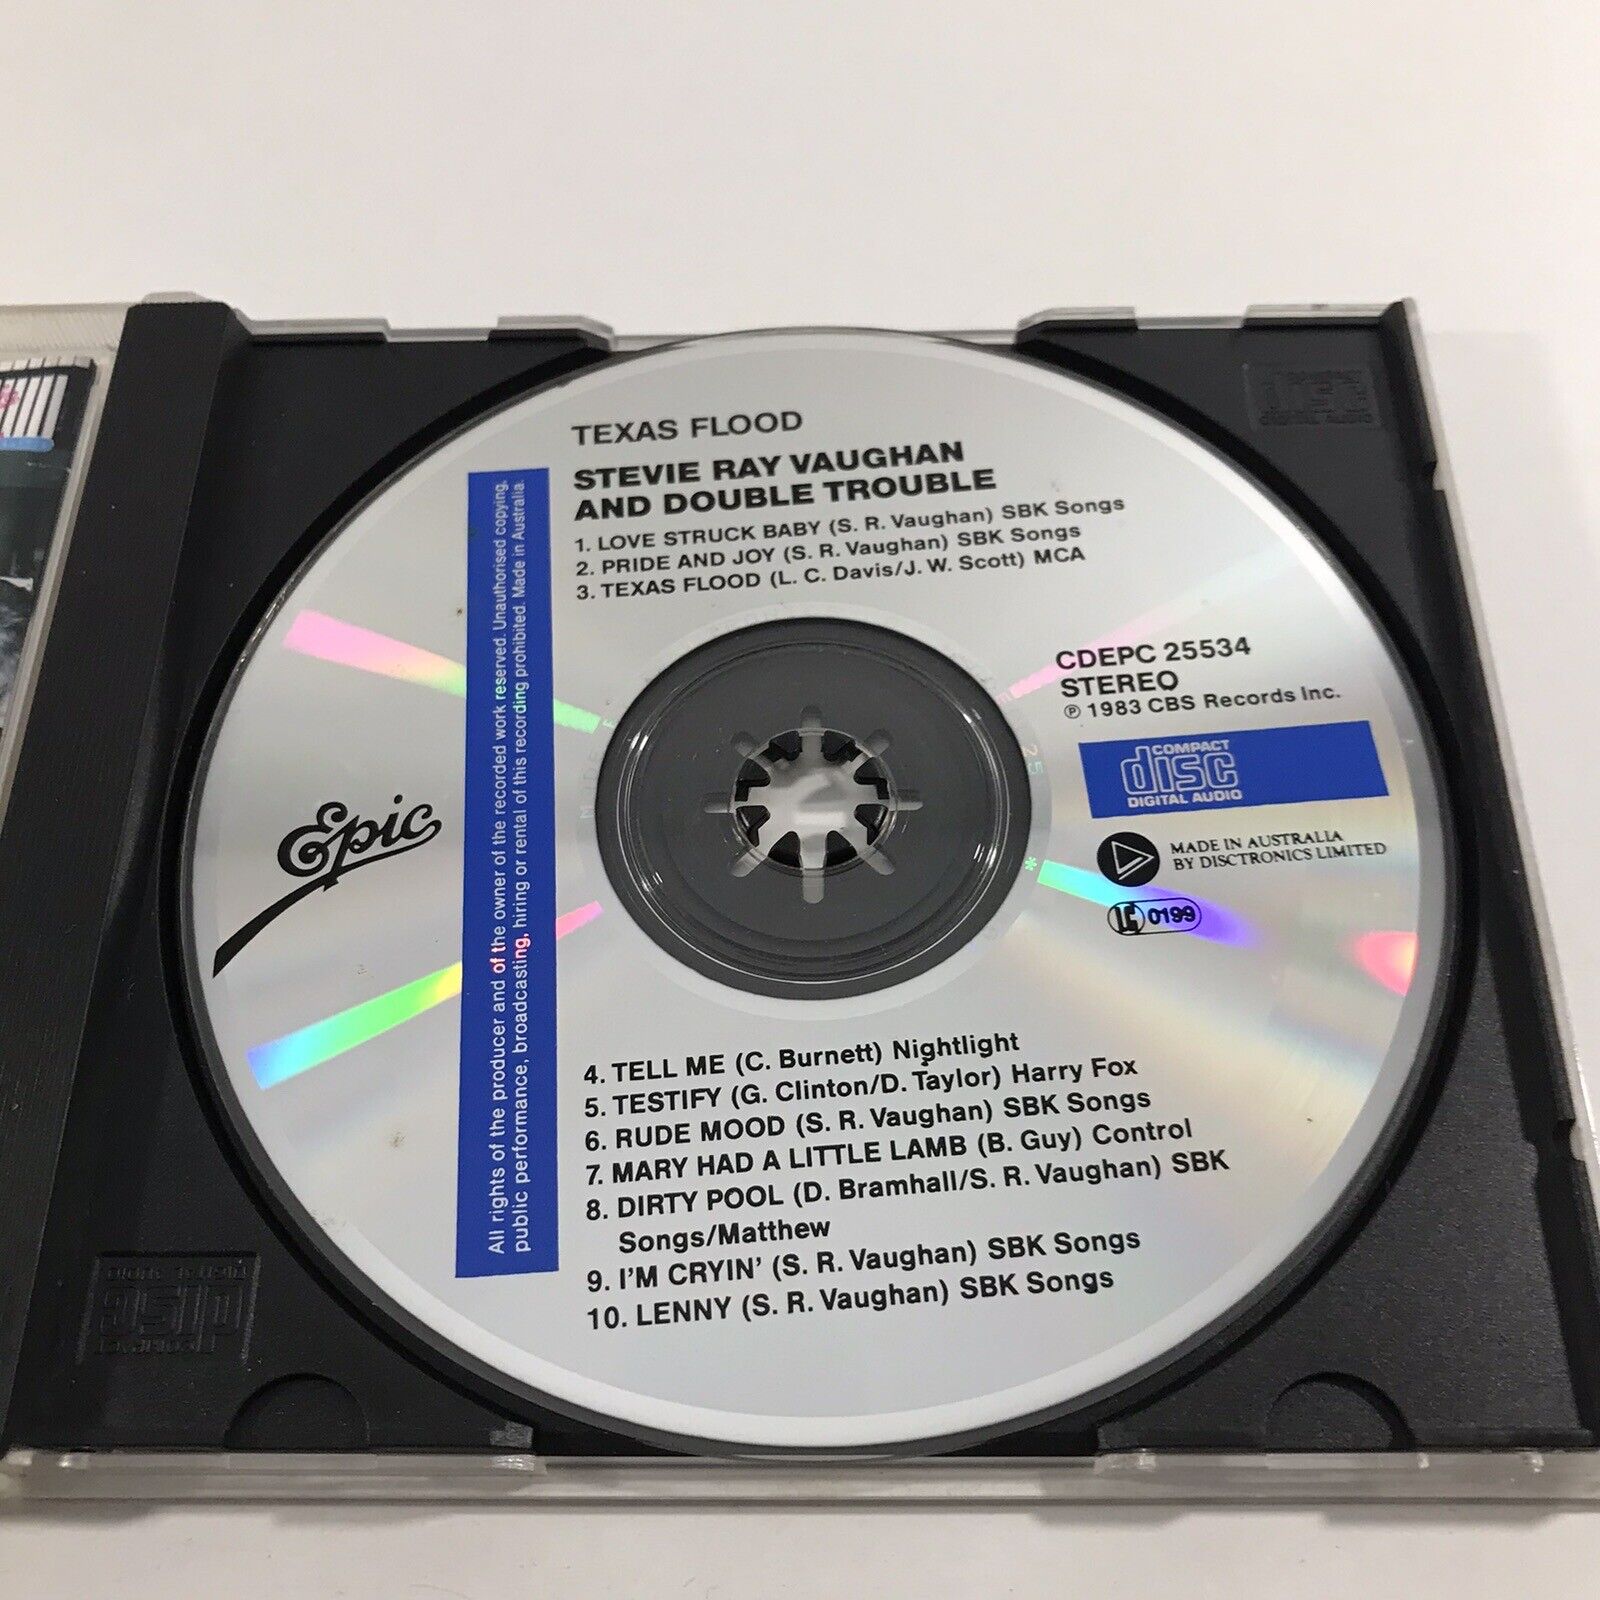 TEXAS FLOOD
STEVIE RAY VAUGHAN
AND DOUBLE TROUBLE
1. LOVE STRUCK BABY (S. R. Vaughan) SBK Songs
2. PRIDE AND JOY (S. R. Vaughan) SBK Songs
3. TEXAS FLOOD (L. C. Davis/J. W. Scott) MCA
CDEPC 25534
STEREO
℗ 1983 CBS Records Inc.
COMPACT
disc
DIGITAL AUDIO
MADE IN AUSTRALIA
BY DISCTRONICS LIMITED
LC 0199
Epic
All rights of the producer and of the owner of the recorded work reserved. Unauthorised copying,
public performance, broadcasting, hiring or rental of this recording prohibited. Made in Australia.
4. TELL ME (C. Burnett) Nightlight
5. TESTIFY (G. Clinton/D. Taylor) Harry Fox
6. RUDE MOOD (S. R. Vaughan) SBK Songs
7. MARY HAD A LITTLE LAMB (B. Guy) Control
8. DIRTY POOL (D. Bramhall/S. R. Vaughan) SBK
Songs/Matthew
9. I'M CRYIN' (S. R. Vaughan) SBK Songs
10. LENNY (S. R. Vaughan) SBK Songs